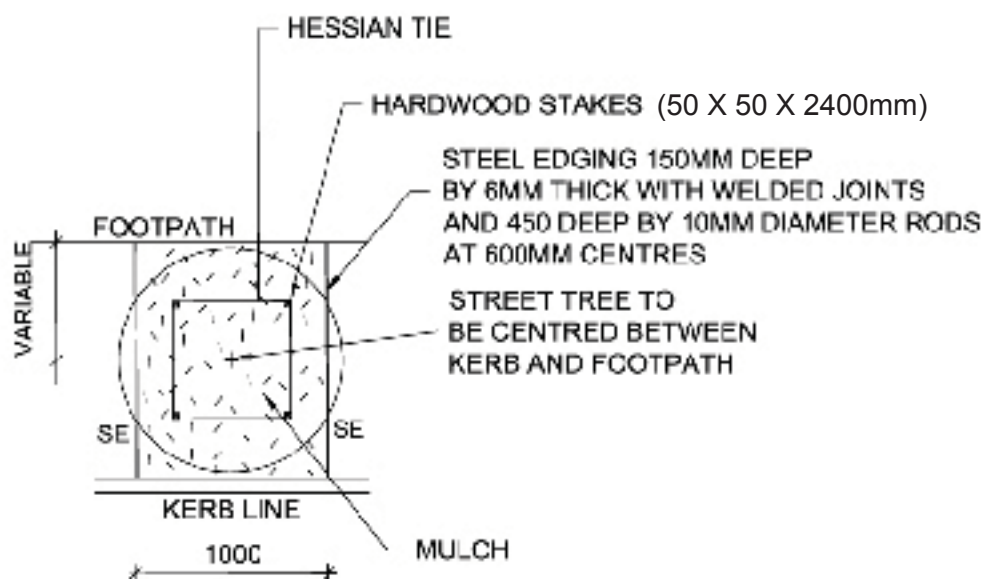 HESSIAN TIE
HARDWOOD STAKES (50 X 50 X 2400mm)
STEEL EDGING 150MM DEEP
BY 6MM THICK WITH WELDED JOINTS
AND 450 DEEP BY 10MM DIAMETER RODS
AT 600MM CENTRES
FOOTPATH
VARIABLE
STREET TREE TO
BE CENTRED BETWEEN
KERB AND FOOTPATH
SE
SE
KERB LINE
1000
MULCH